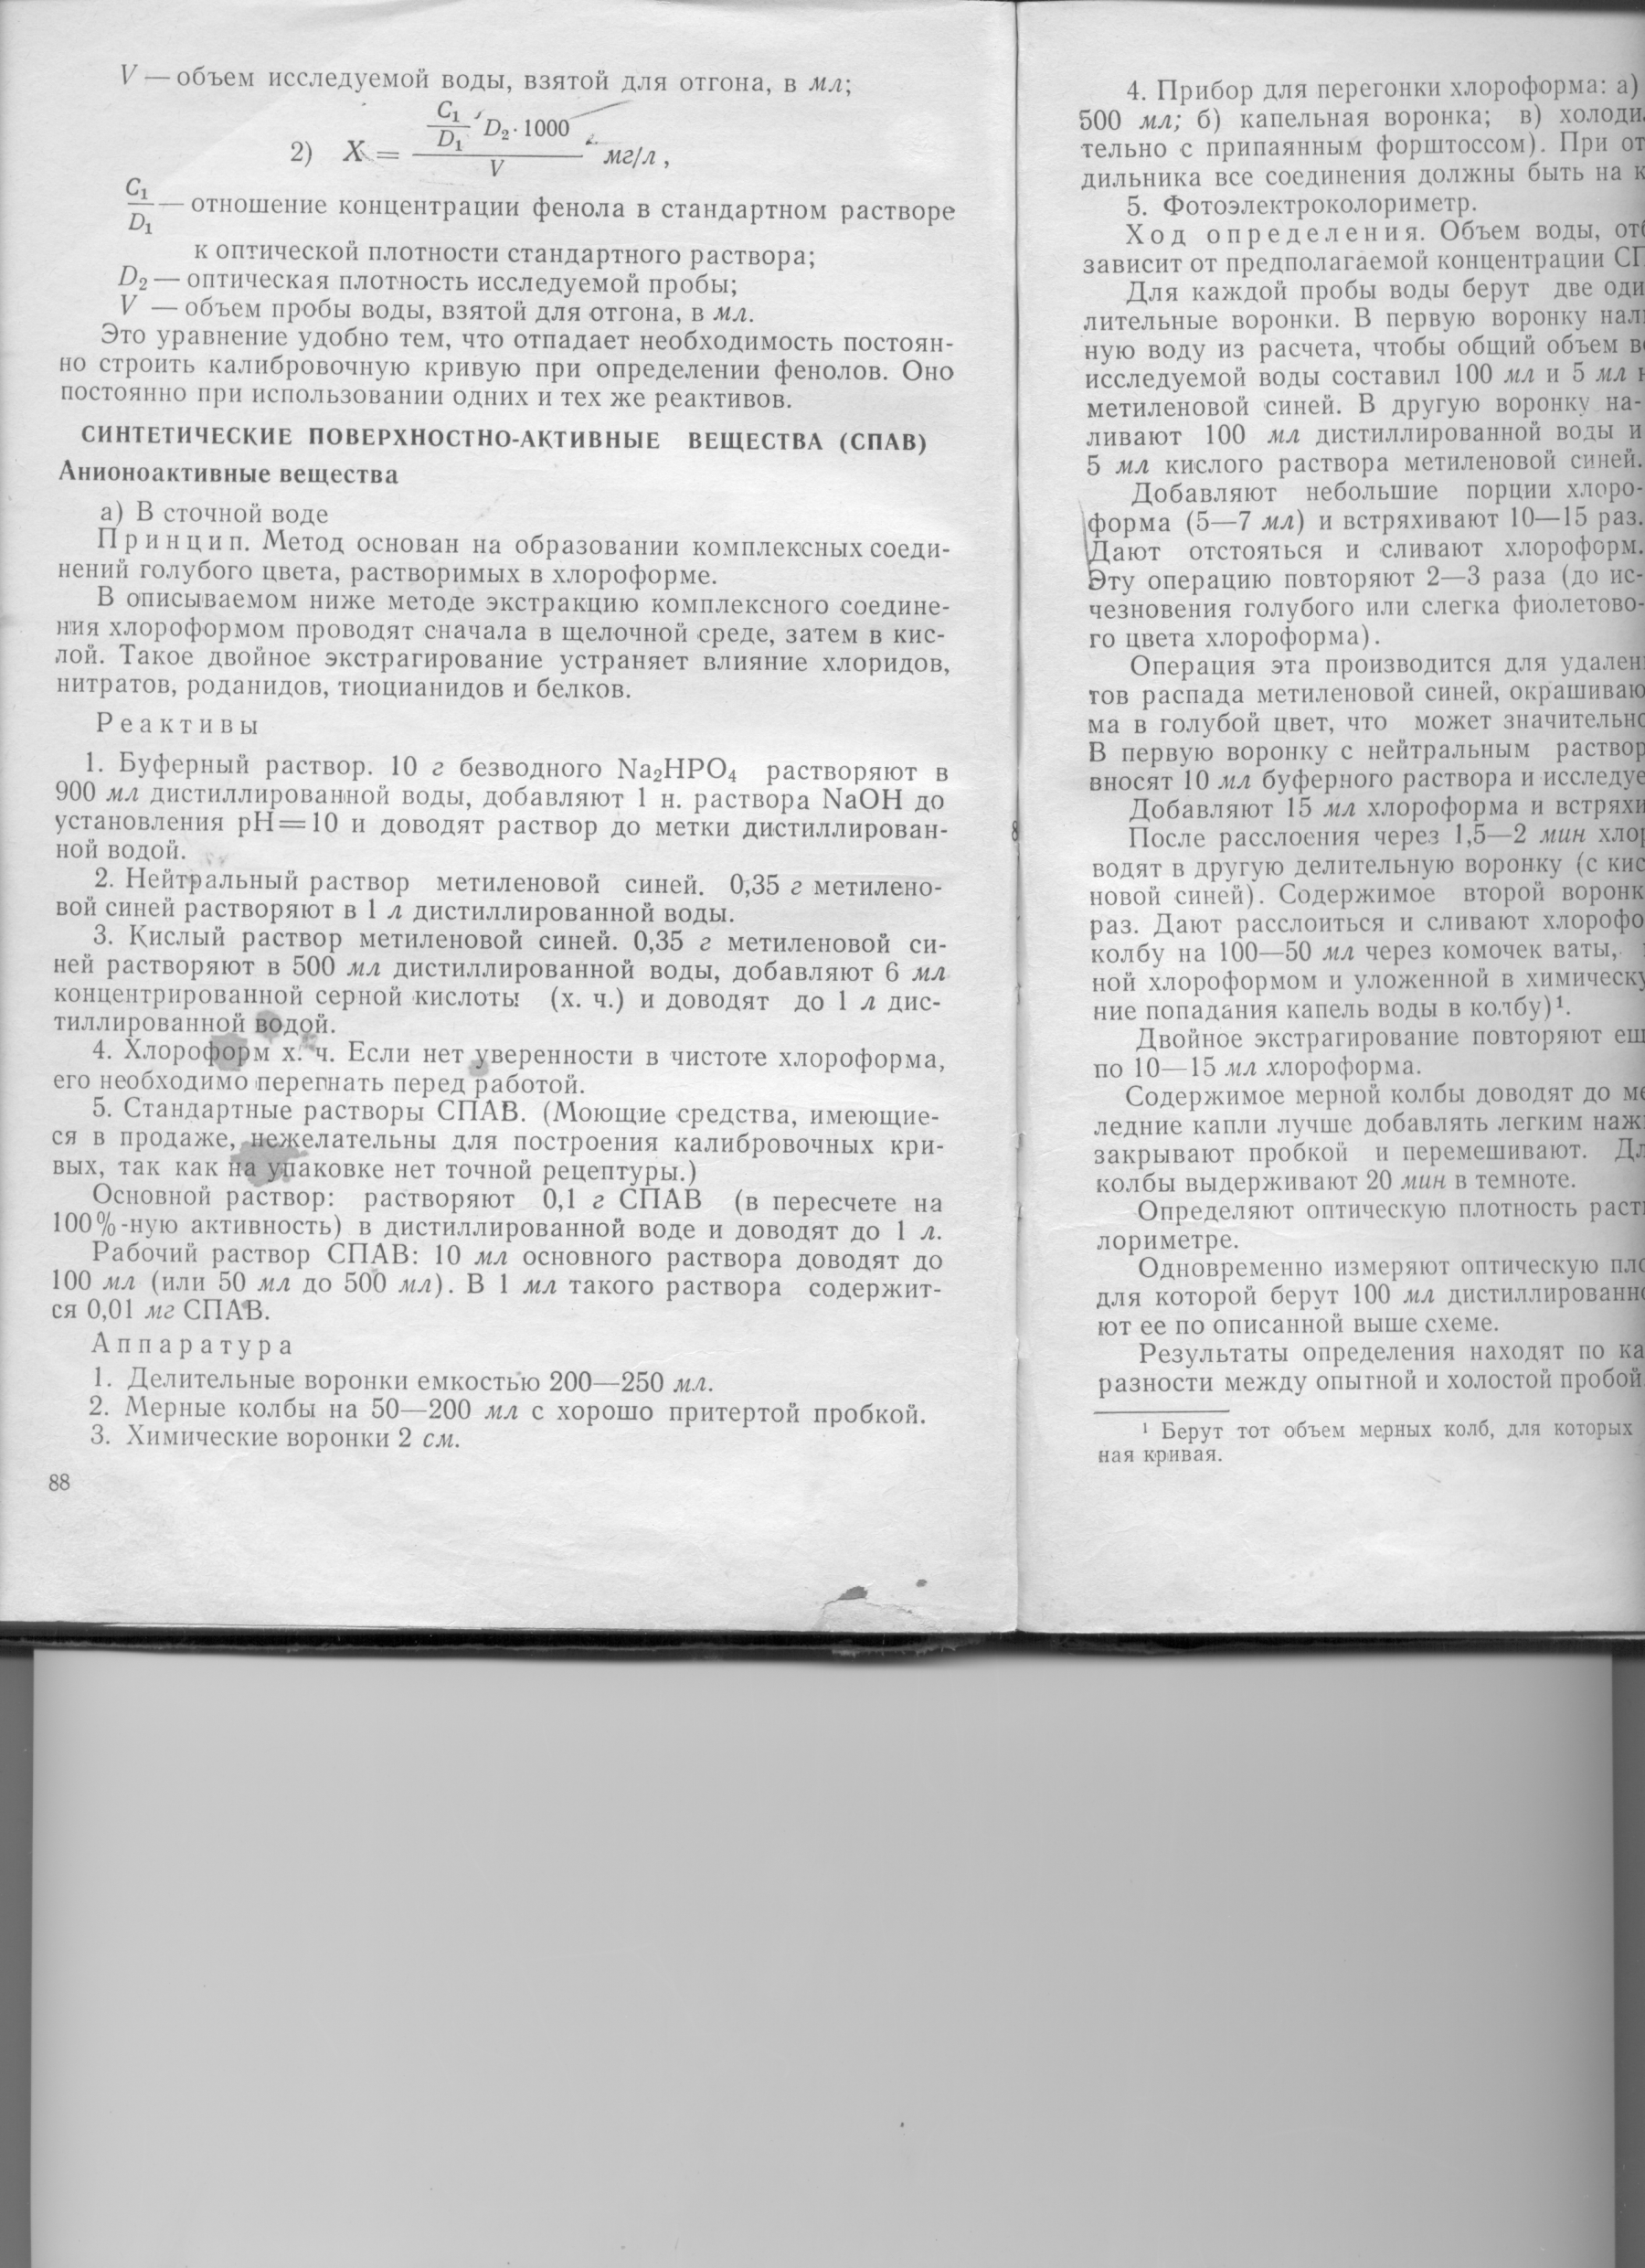 V — объем исследуемой воды, взятой для отгона, в мл;
2) X = C₁/D₁ D₂·1000 / V мг/л ,
C₁/D₁ — отношение концентрации фенола в стандартном растворе
к оптической плотности стандартного раствора;
D₂ — оптическая плотность исследуемой пробы;
V — объем пробы воды, взятой для отгона, в мл.
Это уравнение удобно тем, что отпадает необходимость постоян-
но строить калибровочную кривую при определении фенолов. Оно
постоянно при использовании одних и тех же реактивов.
СИНТЕТИЧЕСКИЕ ПОВЕРХНОСТНО-АКТИВНЫЕ ВЕЩЕСТВА (СПАВ)
Анионоактивные вещества
а) В сточной воде
Принцип. Метод основан на образовании комплексных соеди-
нений голубого цвета, растворимых в хлороформе.
В описываемом ниже методе экстракцию комплексного соедине-
ния хлороформом проводят сначала в щелочной среде, затем в кис-
лой. Такое двойное экстрагирование устраняет влияние хлоридов,
нитратов, роданидов, тиоцианидов и белков.
Реактивы
1. Буферный раствор. 10 г безводного Na₂HPO₄ растворяют в
900 мл дистиллированной воды, добавляют 1 н. раствора NaOH до
установления pH=10 и доводят раствор до метки дистиллирован-
ной водой.
2. Нейтральный раствор метиленовой синей. 0,35 г метилено-
вой синей растворяют в 1 л дистиллированной воды.
3. Кислый раствор метиленовой синей. 0,35 г метиленовой си-
ней растворяют в 500 мл дистиллированной воды, добавляют 6 мл
концентрированной серной кислоты (х. ч.) и доводят до 1 л дис-
тиллированной водой.
4. Хлороформ х. ч. Если нет уверенности в чистоте хлороформа,
его необходимо перегнать перед работой.
5. Стандартные растворы СПАВ. (Моющие средства, имеющие-
ся в продаже, нежелательны для построения калибровочных кри-
вых, так как на упаковке нет точной рецептуры.)
Основной раствор: растворяют 0,1 г СПАВ (в пересчете на
100%-ную активность) в дистиллированной воде и доводят до 1 л.
Рабочий раствор СПАВ: 10 мл основного раствора доводят до
100 мл (или 50 мл до 500 мл). В 1 мл такого раствора содержит-
ся 0,01 мг СПАВ.
Аппаратура
1. Делительные воронки емкостью 200—250 мл.
2. Мерные колбы на 50—200 мл с хорошо притертой пробкой.
3. Химические воронки 2 см.
88
4. Прибор для перегонки хлороформа: а)
500 мл; б) капельная воронка; в) холоди
тельно с припаянным форштоссом). При от
дильника все соединения должны быть на
5. Фотоэлектроколориметр.
Ход определения. Объем воды, от
зависит от предполагаемой концентрации
Для каждой пробы воды берут две оди
лительные воронки. В первую воронку нал
ную воду из расчета, чтобы общий объем
исследуемой воды составил 100 мл и 5 мл
метиленовой синей. В другую воронку на-
ливают 100 мл дистиллированной воды и
5 мл кислого раствора метиленовой синей.
Добавляют небольшие порции хлоро-
форма (5—7 мл) и встряхивают 10—15 раз.
Дают отстояться и сливают хлороформ.
Эту операцию повторяют 2—3 раза (до ис-
чезновения голубого или слегка фиолетово-
го цвета хлороформа).
Операция эта производится для удален
тов распада метиленовой синей, окрашиваю
ма в голубой цвет, что может значительно
В первую воронку с нейтральным раствор
вносят 10 мл буферного раствора и исследуе
Добавляют 15 мл хлороформа и встряхи
После расслоения через 1,5—2 мин хлор
водят в другую делительную воронку (с кис
новой синей). Содержимое второй воронк
раз. Дают расслоиться и сливают хлорофо
колбу на 100—50 мл через комочек ваты,
ной хлороформом и уложенной в химическу
ние попадания капель воды в колбу)¹.
Двойное экстрагирование повторяют ещ
по 10—15 мл хлороформа.
Содержимое мерной колбы доводят до ме
ледние капли лучше добавлять легким наж
закрывают пробкой и перемешивают. Дл
колбы выдерживают 20 мин в темноте.
Определяют оптическую плотность раст
лориметре.
Одновременно измеряют оптическую пло
для которой берут 100 мл дистиллированно
ют ее по описанной выше схеме.
Результаты определения находят по ка
разности между опытной и холостой пробой
¹ Берут тот объем мерных колб, для которых
ная кривая.